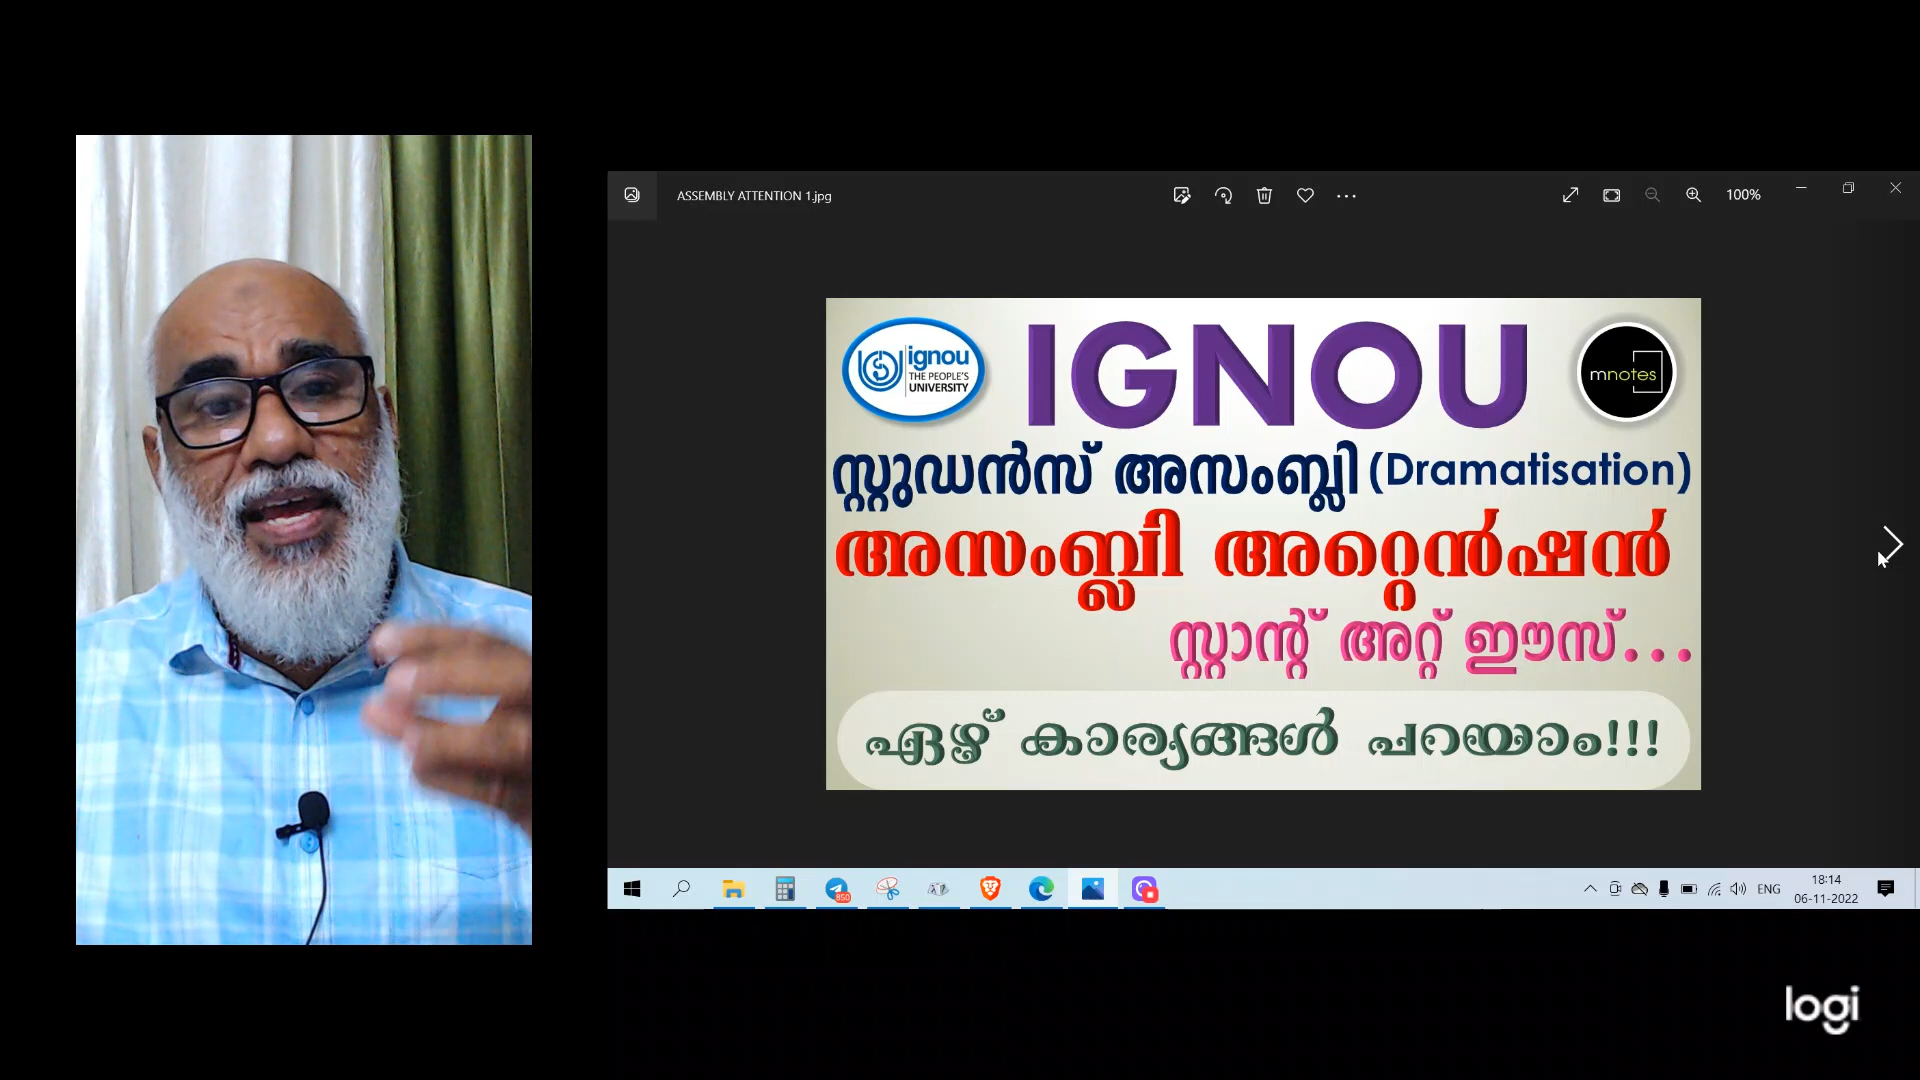 ASSEMBLY ATTENTION 1.jpg
100%
ignou
THE PEOPLE'S
UNIVERSITY
IGNOU
mnotes
സ്റ്റുഡൻസ് അസംബ്ലി (Dramatisation)
അസംബ്ലി അറ്റെൻഷൻ
സ്റ്റാന്റ് അറ്റ് ഈസ്...
ഏഴ് കാര്യങ്ങൾ പറയാം!!!
850
ENG
18:14
06-11-2022
logi